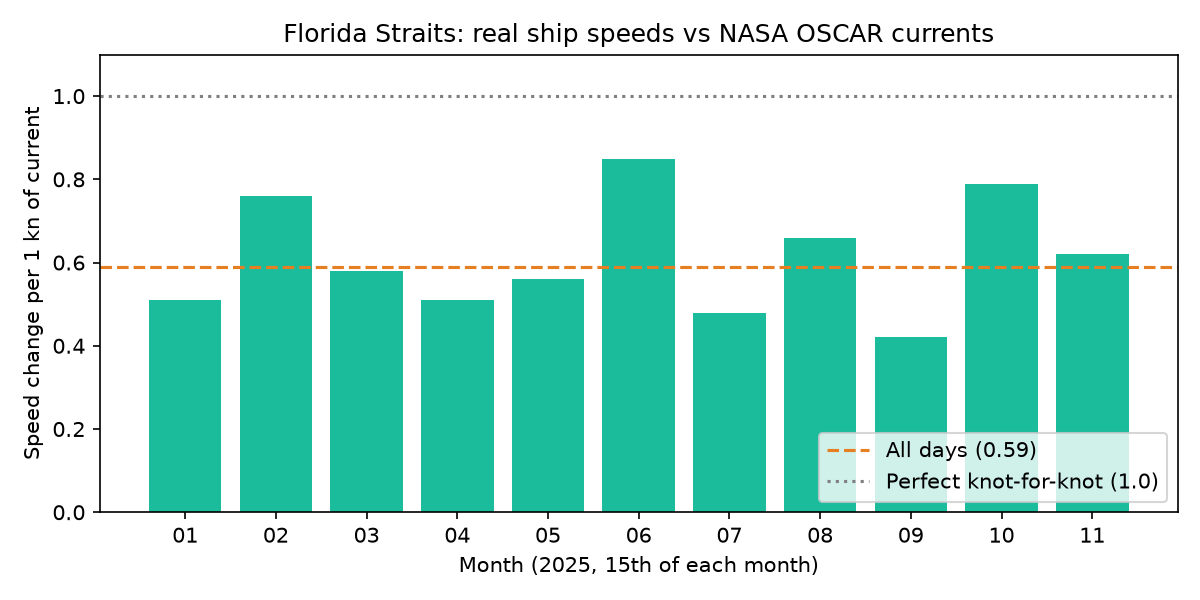 Florida Straits: real ship speeds vs NASA OSCAR currents
Speed change per 1 kn of current
1.0
0.8
0.6
0.4
0.2
0.0
All days (0.59)
Perfect knot-for-knot (1.0)
01 02 03 04 05 06 07 08 09 10 11
Month (2025, 15th of each month)